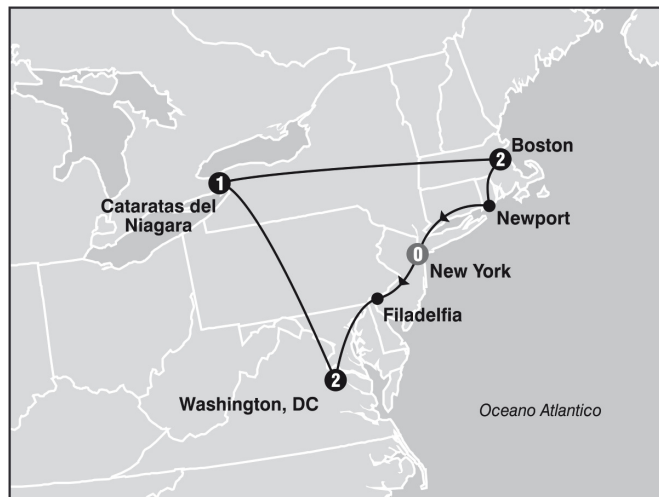 2
Boston
1
Cataratas del
Niagara
Newport
0
New York
Filadelfia
2
Washington, DC
Oceano Atlantico